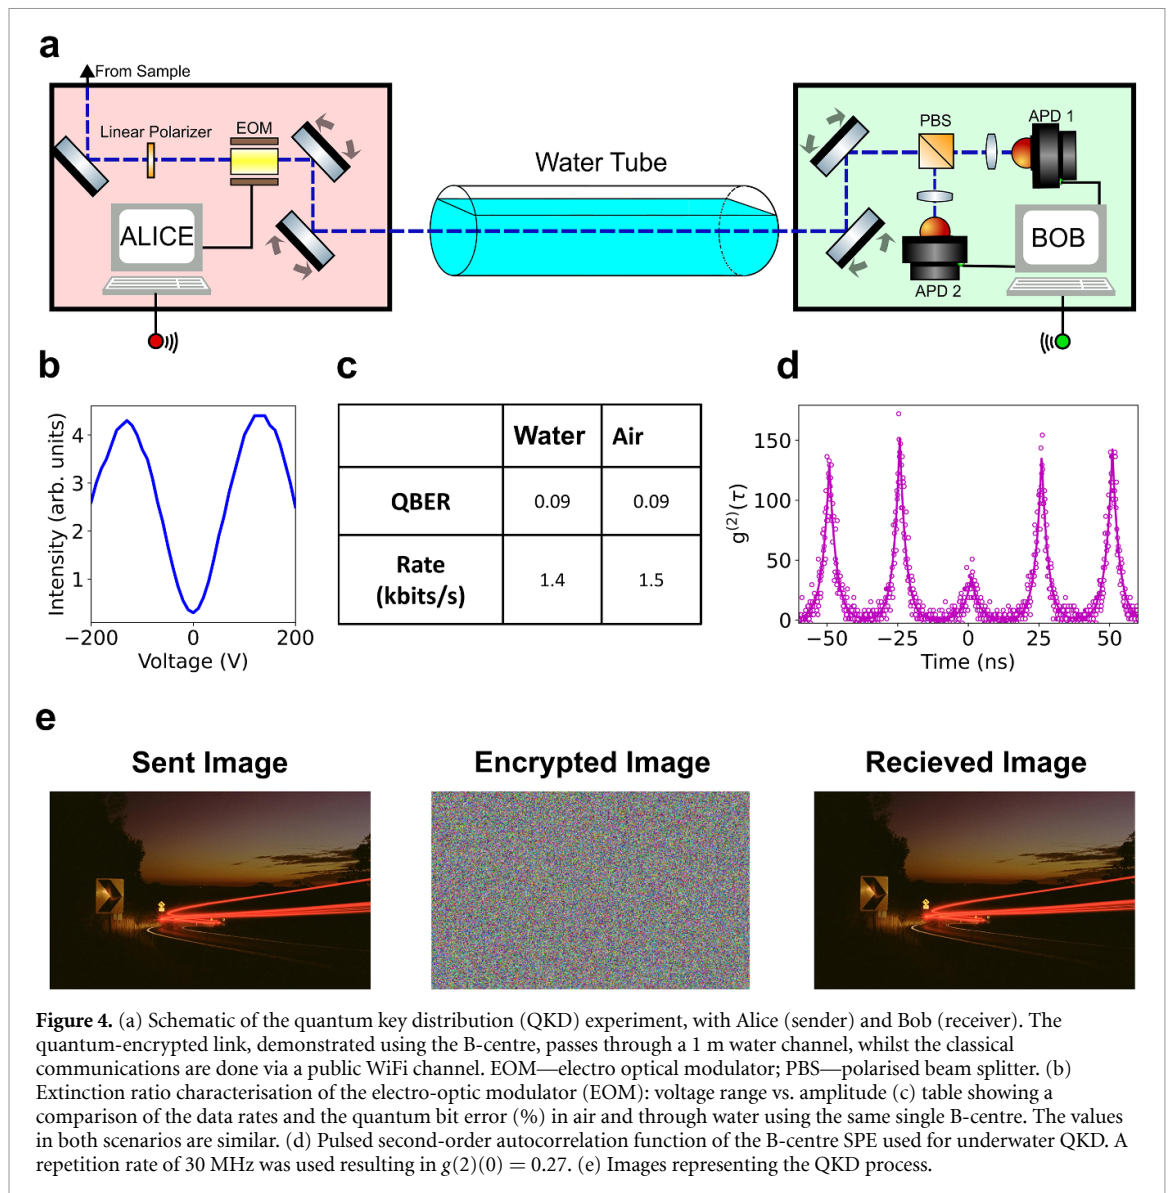 a
From Sample
Linear Polarizer
EOM
ALICE
Water Tube
PBS
APD 1
APD 2
BOB
b
Intensity (arb. units)
4
3
2
1
−200
0
200
Voltage (V)
c
Water Air
QBER 0.09 0.09
Rate
(kbits/s) 1.4 1.5
d
g(2)(τ)
150
100
50
0
−50 −25 0 25 50
Time (ns)
e
Sent Image
Encrypted Image
Recieved Image
Figure 4. (a) Schematic of the quantum key distribution (QKD) experiment, with Alice (sender) and Bob (receiver). The
quantum-encrypted link, demonstrated using the B-centre, passes through a 1 m water channel, whilst the classical
communications are done via a public WiFi channel. EOM—electro optical modulator; PBS—polarised beam splitter. (b)
Extinction ratio characterisation of the electro-optic modulator (EOM): voltage range vs. amplitude (c) table showing a
comparison of the data rates and the quantum bit error (%) in air and through water using the same single B-centre. The values
in both scenarios are similar. (d) Pulsed second-order autocorrelation function of the B-centre SPE used for underwater QKD. A
repetition rate of 30 MHz was used resulting in g(2)(0) = 0.27. (e) Images representing the QKD process.